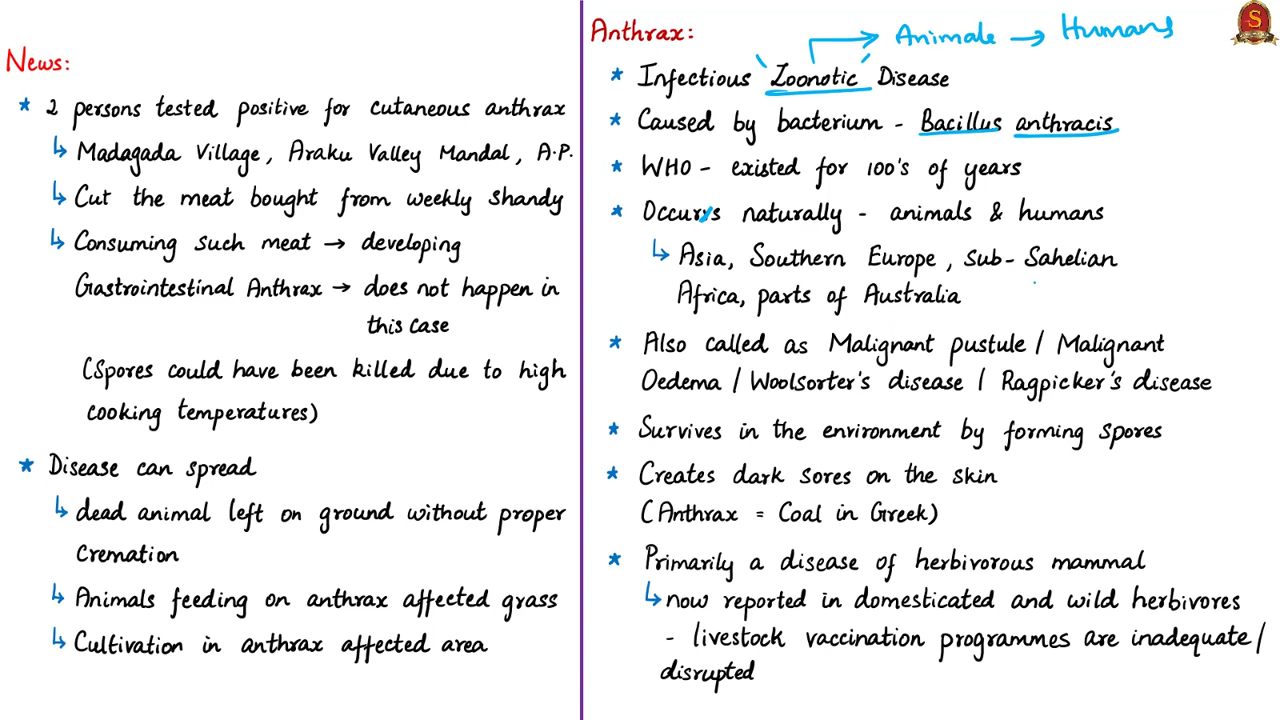 News:
* 2 persons tested positive for cutaneous anthrax
↳ Madagada Village, Araku Valley Mandal, A.P.
↳ Cut the meat bought from weekly shandy
↳ Consuming such meat → developing
Gastrointestinal Anthrax → does not happen in
this case
(Spores could have been killed due to high
cooking temperatures)
* Disease can spread
↳ dead animal left on ground without proper
Cremation
↳ Animals feeding on anthrax affected grass
↳ Cultivation in anthrax affected area
Anthrax:
Animals → Humans
* Infectious Zoonotic Disease
* Caused by bacterium - Bacillus anthracis
* WHO - existed for 100's of years
* Occurs naturally - animals & humans
↳ Asia, Southern Europe, Sub-Sahelian
Africa, parts of Australia
* Also called as Malignant pustule / Malignant
Oedema / Woolsorter's disease / Ragpicker's disease
* Survives in the environment by forming spores
* Creates dark sores on the skin
(Anthrax = Coal in Greek)
* Primarily a disease of herbivorous mammal
↳ now reported in domesticated and wild herbivores
- livestock vaccination programmes are inadequate /
disrupted
S